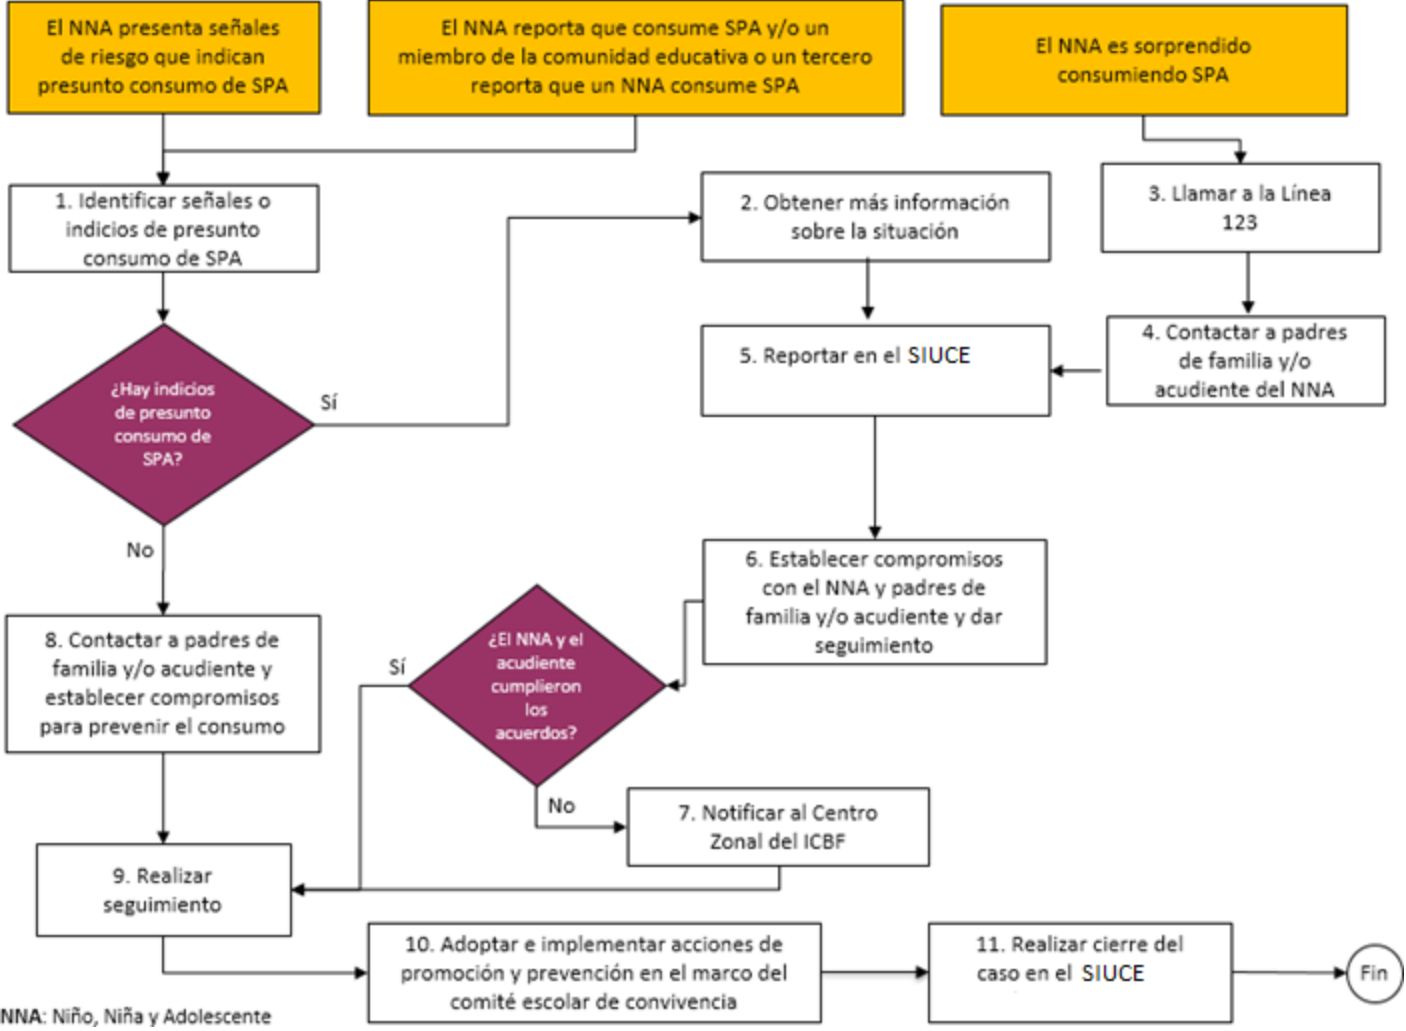 El NNA presenta señales
de riesgo que indican
presunto consumo de SPA
El NNA reporta que consume SPA y/o un
miembro de la comunidad educativa o un tercero
reporta que un NNA consume SPA
El NNA es sorprendido
consumiendo SPA
1. Identificar señales o
indicios de presunto
consumo de SPA
2. Obtener más información
sobre la situación
3. Llamar a la Línea
123
¿Hay indicios
de presunto
consumo de
SPA?
Sí
No
5. Reportar en el SIUCE
4. Contactar a padres
de familia y/o
acudiente del NNA
6. Establecer compromisos
con el NNA y padres de
familia y/o acudiente y dar
seguimiento
¿El NNA y el
acudiente
cumplieron
los
acuerdos?
Sí
No
7. Notificar al Centro
Zonal del ICBF
8. Contactar a padres de
familia y/o acudiente y
establecer compromisos
para prevenir el consumo
9. Realizar
seguimiento
10. Adoptar e implementar acciones de
promoción y prevención en el marco del
comité escolar de convivencia
11. Realizar cierre del
caso en el SIUCE
Fin
NNA: Niño, Niña y Adolescente